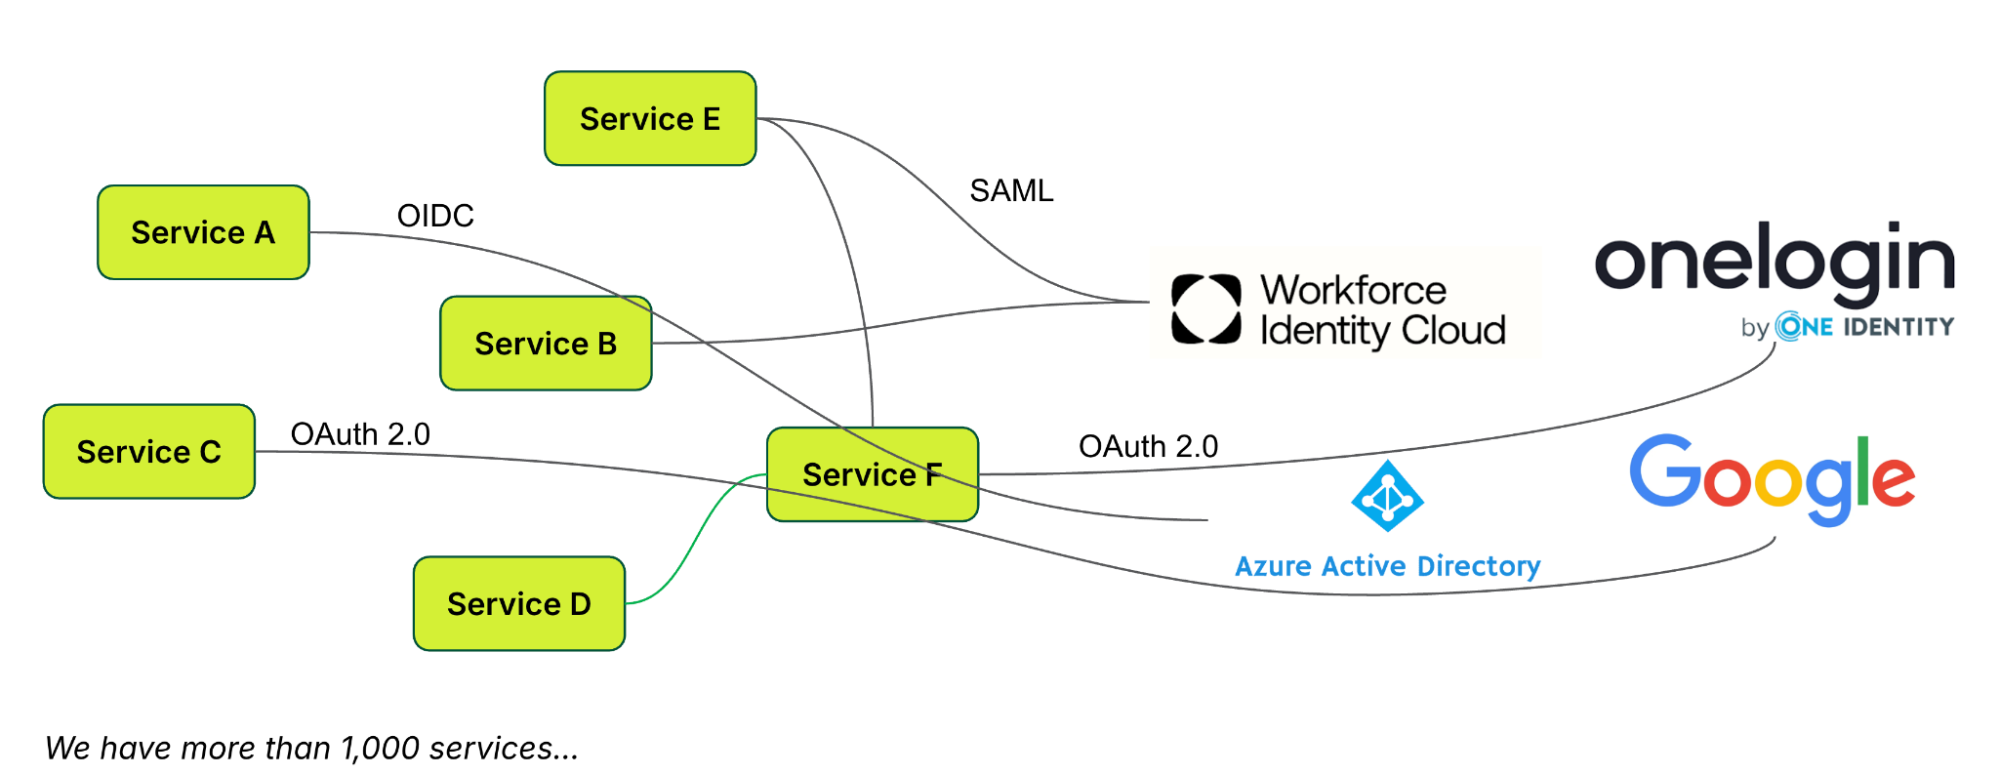 Service E
SAML
Service A
OIDC
Service B
Workforce
Identity Cloud
onelogin
by ONE IDENTITY
Service C
OAuth 2.0
Service F
OAuth 2.0
Google
Azure Active Directory
Service D
We have more than 1,000 services...